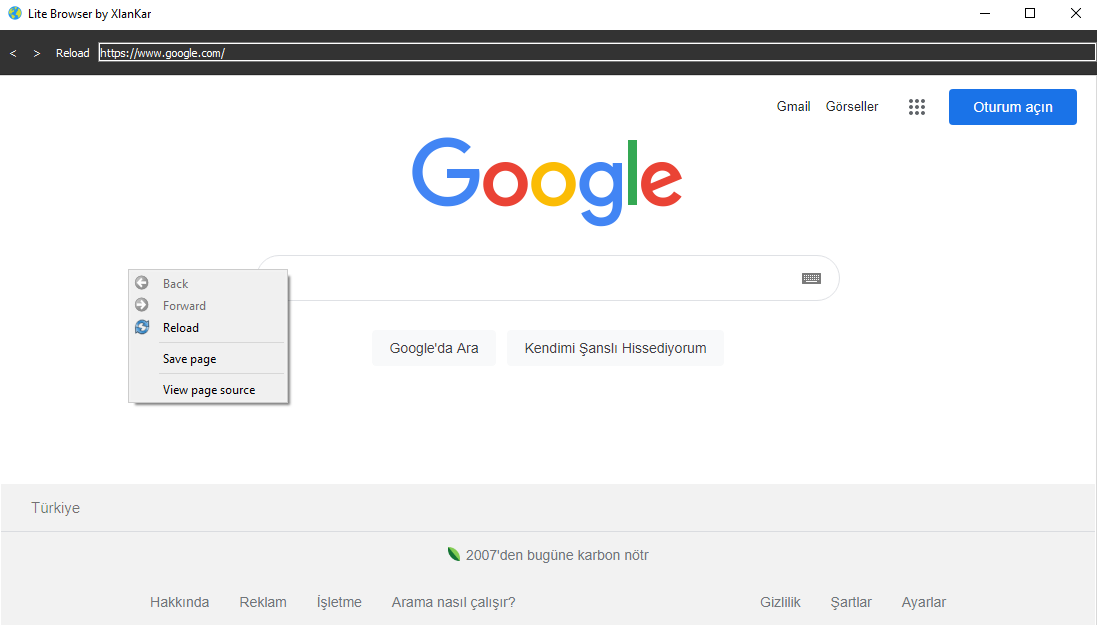 Lite Browser by XlanKar
< > Reload https://www.google.com/
Gmail Görseller Oturum açın
Google
Back
Forward
Reload
Save page
View page source
Google'da Ara Kendimi Şanslı Hissediyorum
Türkiye
2007'den bugüne karbon nötr
Hakkında Reklam İşletme Arama nasıl çalışır? Gizlilik Şartlar Ayarlar